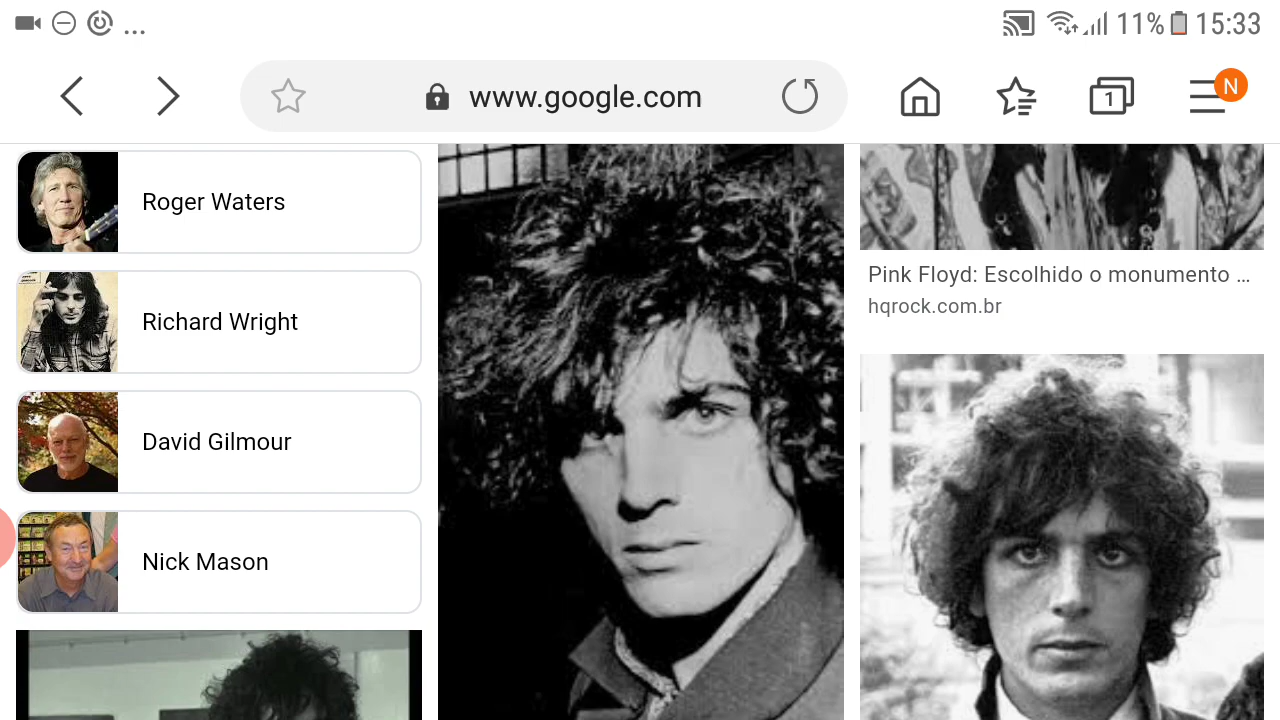 ...
11%
15:33
www.google.com
1
N
Roger Waters
Richard Wright
David Gilmour
Nick Mason
Pink Floyd: Escolhido o monumento ...
hqrock.com.br